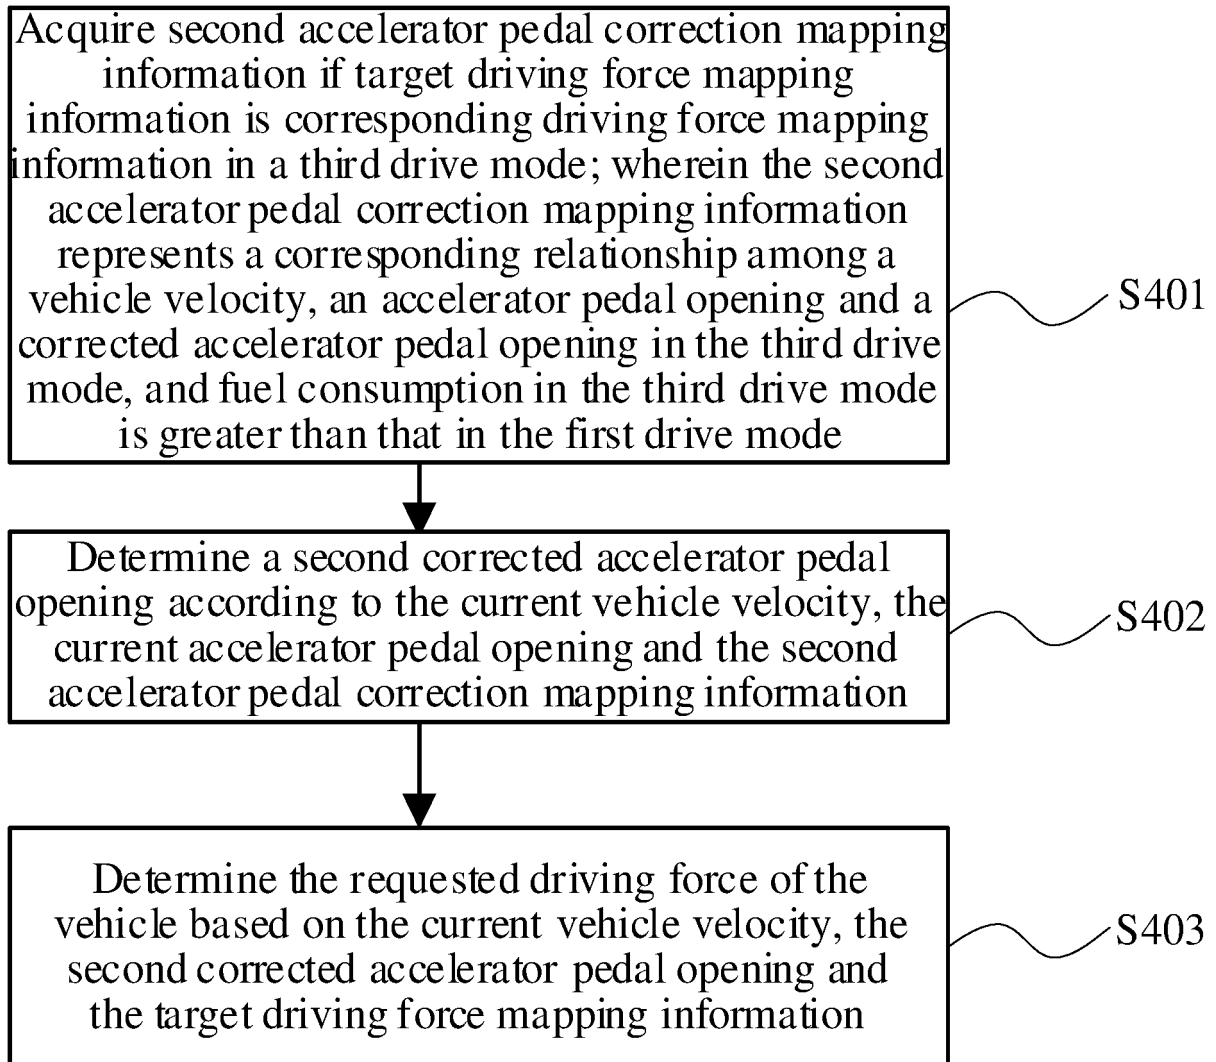 Acquire second accelerator pedal correction mapping
information if target driving force mapping
information is corresponding driving force mapping
information in a third drive mode; wherein the second
accelerator pedal correction mapping information
represents a corresponding relationship among a
vehicle velocity, an accelerator pedal opening and a
corrected accelerator pedal opening in the third drive
mode, and fuel consumption in the third drive mode
is greater than that in the first drive mode
S401
Determine a second corrected accelerator pedal
opening according to the current vehicle velocity, the
current accelerator pedal opening and the second
accelerator pedal correction mapping information
S402
Determine the requested driving force of the
vehicle based on the current vehicle velocity, the
second corrected accelerator pedal opening and
the target driving force mapping information
S403